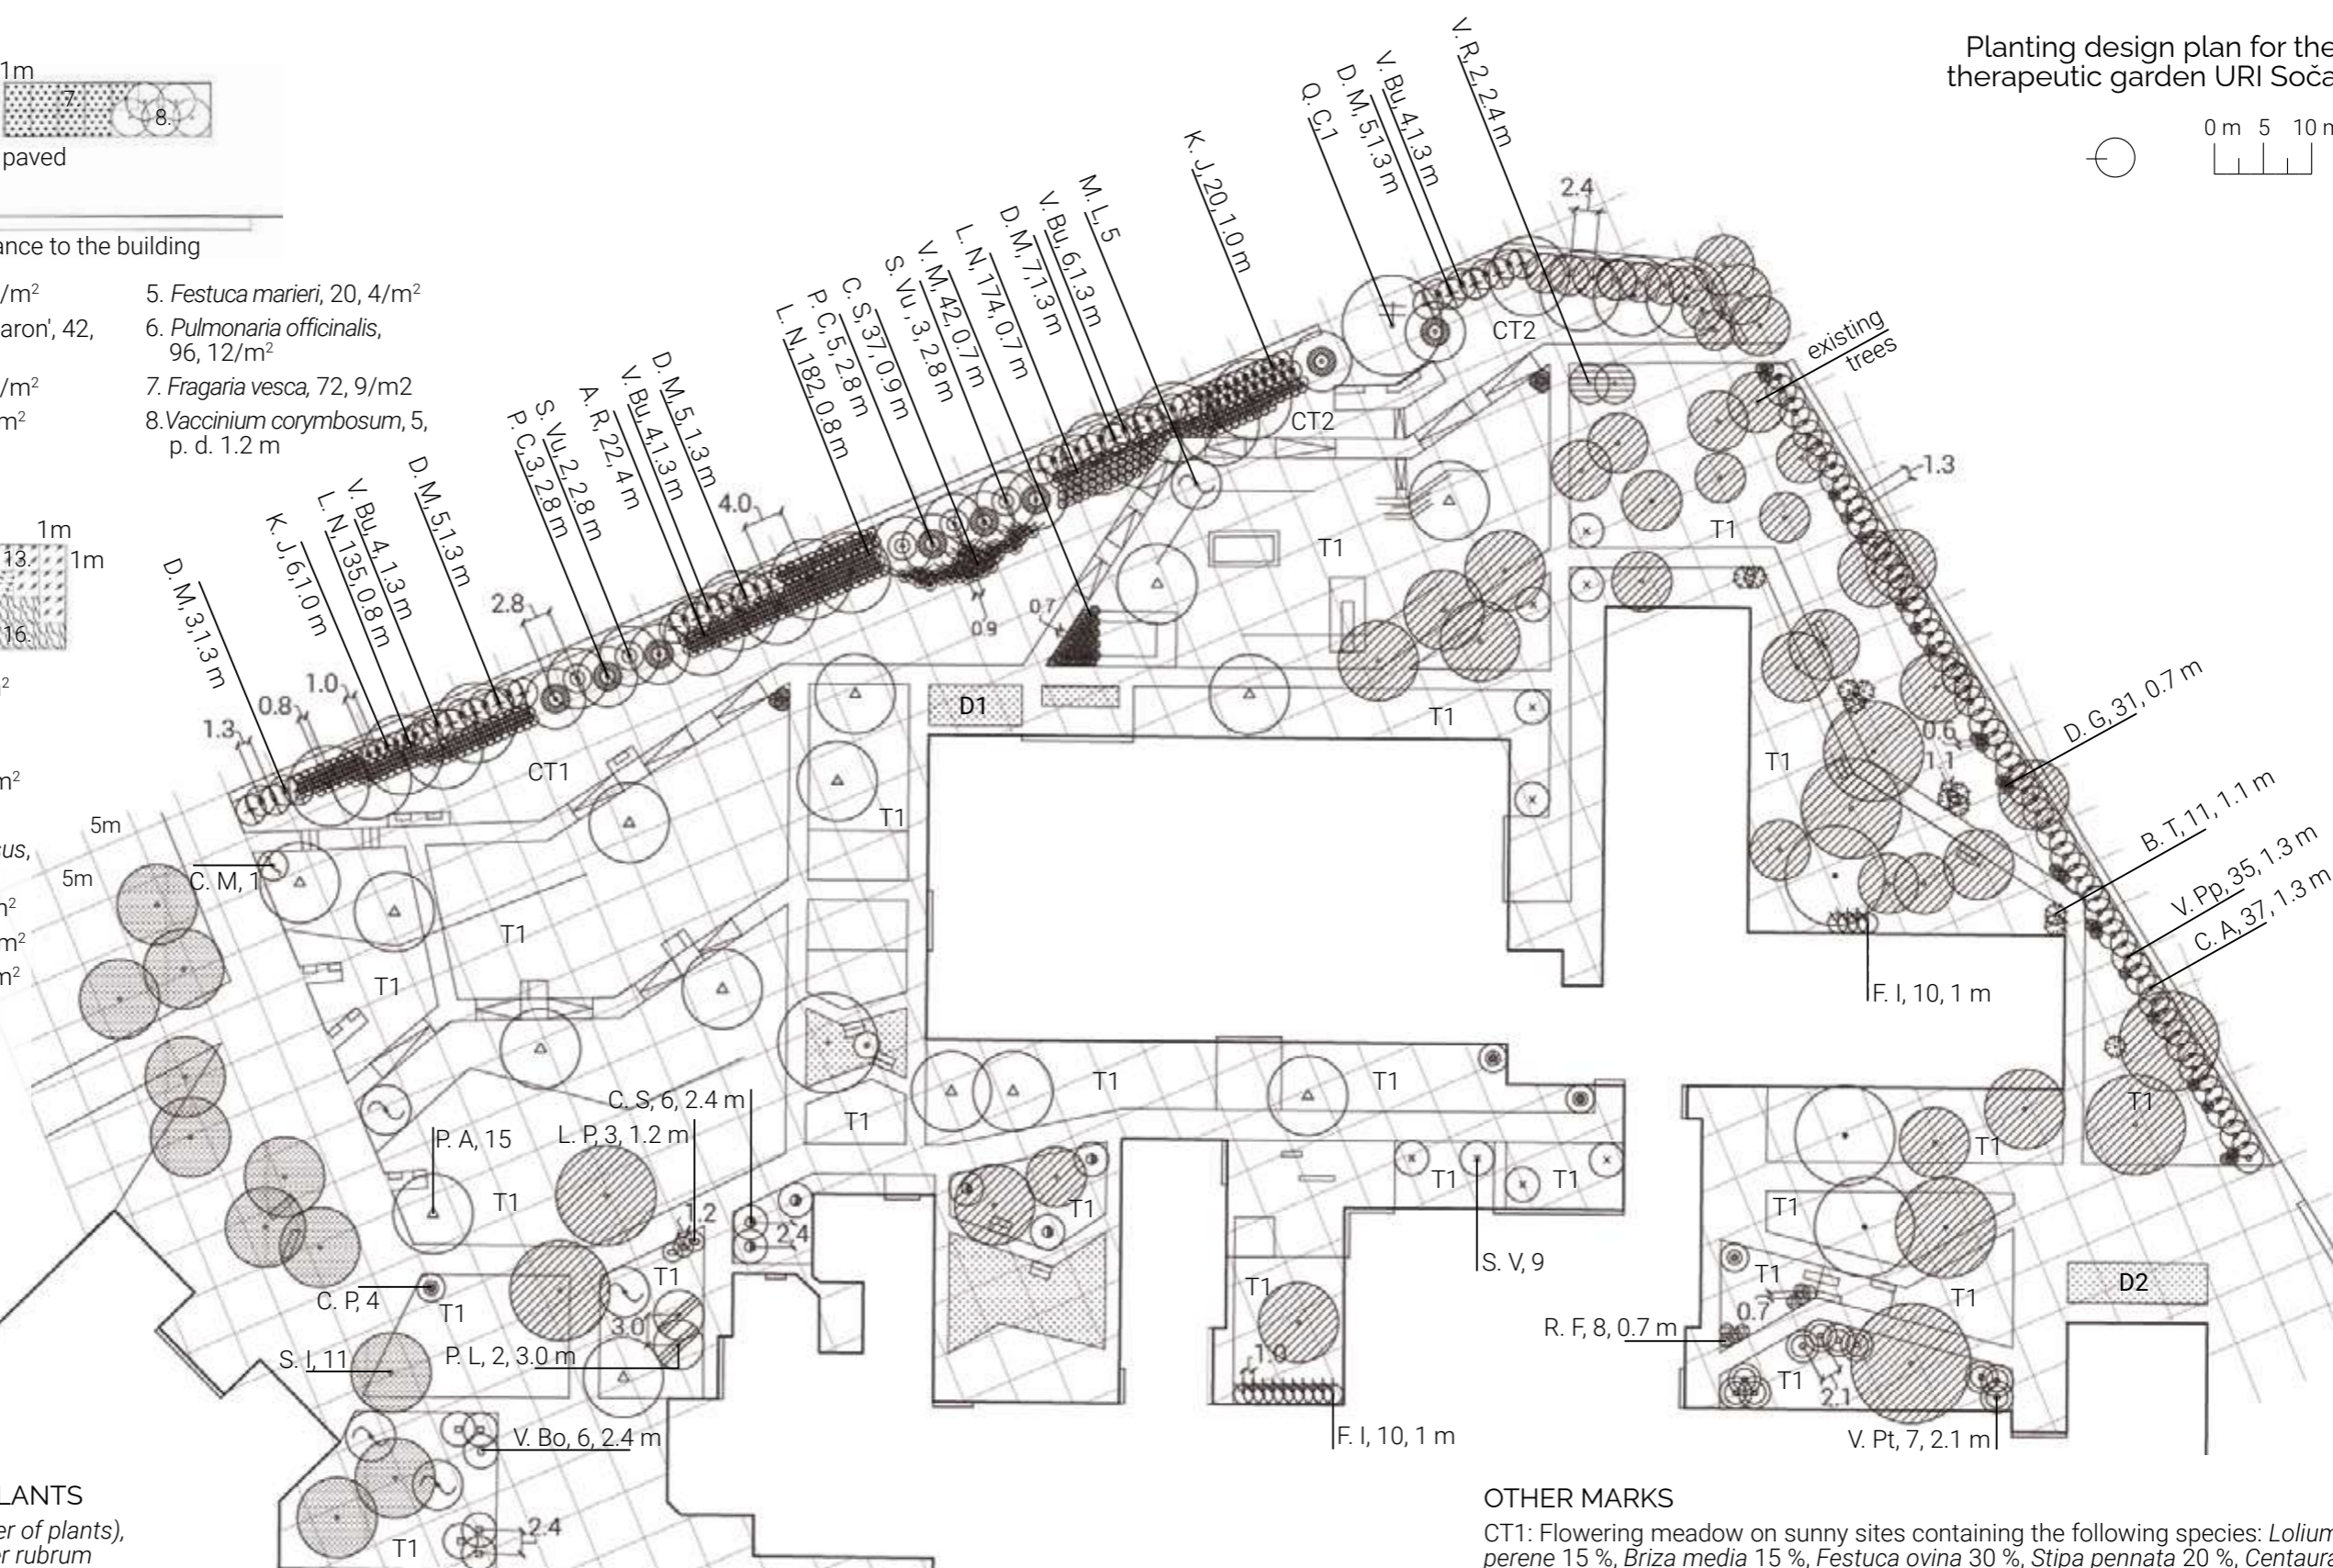 Planting design plan for the
therapeutic garden URI Soča
0 m 5 10 m
1m
7.
8.
paved
ance to the building
/m²
5. Festuca marieri, 20, 4/m²
aron', 42,
6. Pulmonaria officinalis,
96, 12/m²
/m²
7. Fragaria vesca, 72, 9/m2
m²
8.Vaccinium corymbosum, 5,
p. d. 1.2 m
1m
13.
1m
16.
m²
5m
sus,
5m
m²
m²
m²
D. M, 3,1.3 m
K. J, 6,1.0 m
L. N, 135,0.8 m
V. Bu, 4,1.3 m
D. M, 5,1.3 m
P. C, 3,2.8 m
S. Vu, 2,2.8 m
A. R, 22, 4 m
V. Bu, 4,1.3 m
D. M, 5,1.3 m
L. N, 182,0.8 m
P. C, 5,2.8 m
C. S, 37,0.9 m
S. Vu , 3, 2.8 m
V. M, 42,0.7 m
L. N, 174,0.7 m
D. M, 7,1.3 m
V. Bu, 6,1.3 m
M. L, 5
K. J, 20,1.0 m
Q. C,1
D. M, 5,1.3 m
V. Bu, 4,1.3 m
V. R, 2, 2.4 m
2.4
existing
trees
1.3
CT2
CT2
4.0
2.8
1.3
0.8
1.0
0.9
0.7
CT1
T1
T1
T1
T1
D1
T1
T1
D. G, 31, 0.7 m
0.6
1.1
B. T, 11, 1.1 m
V. Pp, 35, 1.3 m
C. A, 37, 1.3 m
F. I, 10, 1 m
C. M, 1
T1
T1
T1
T1
T1
C. S, 6, 2.4 m
P. A, 15
L. P, 3, 1.2 m
T1
1.2
2.4
T1
T1
T1
S. V, 9
T1
T1
T1
T1
T1
D2
C. P, 4
T1
T1
3.0
T1
1.0
R. F, 8, 0.7 m
0.7
S. I, 11
P. L, 2, 3.0 m
T1
2.1
V. Bo, 6, 2.4 m
F. I, 10, 1 m
V. Pt, 7, 2.1 m
2.4
T1
LANTS
er of plants),
er rubrum
OTHER MARKS
CT1: Flowering meadow on sunny sites containing the following species: Lolium
perene 15 %, Briza media 15 %, Festuca ovina 30 %, Stipa pennata 20 %, Centaura